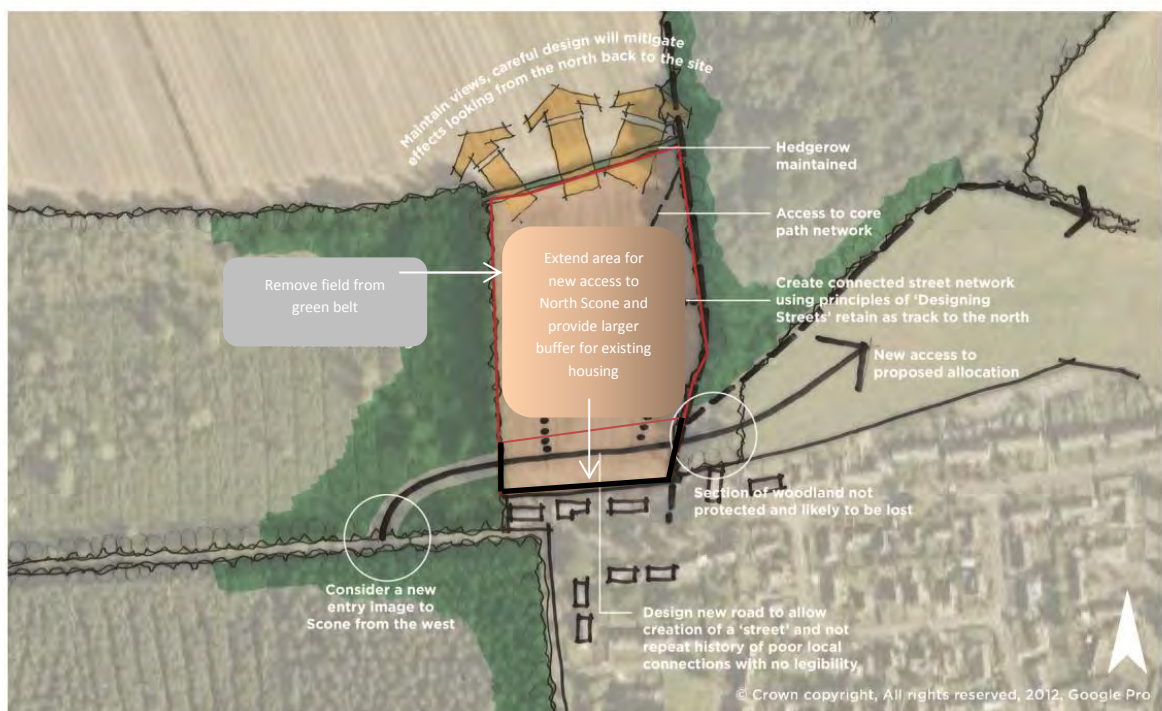 Maintain views, careful design will mitigate
effects looking from the north back to the site
Hedgerow
maintained
Access to core
path network
Remove field from
green belt
Extend area for
new access to
North Scone and
provide larger
buffer for existing
housing
Create connected street network
using principles of 'Designing
Streets' retain as track to the north
New access to
proposed allocation
Section of woodland not
protected and likely to be lost
Consider a new
entry image to
Scone from the west
Design new road to allow
creation of a 'street' and not
repeat history of poor local
connections with no legibility
© Crown copyright, All rights reserved, 2012, Google Pro